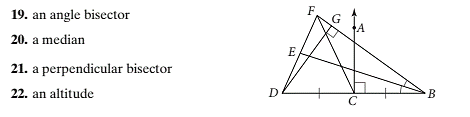 19. an angle bisector
20. a median
21. a perpendicular bisector
22. an altitude
F
G
A
E
D
C
B